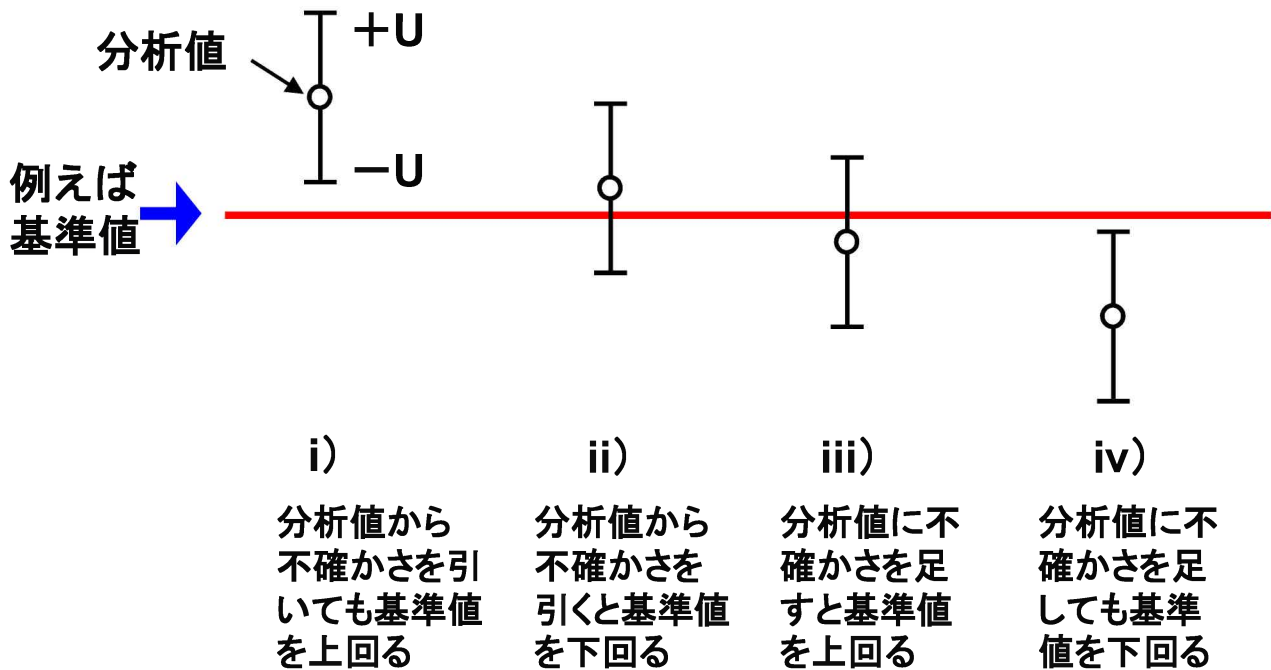 ＋U
分析値
－U
例えば
基準値
i）
ii）
iii）
iv）
分析値から
不確かさを引
いても基準値
を上回る
分析値から
不確かさを
引くと基準値
を下回る
分析値に不
確かさを足
すと基準値
を上回る
分析値に不
確かさを足
しても基準
値を下回る